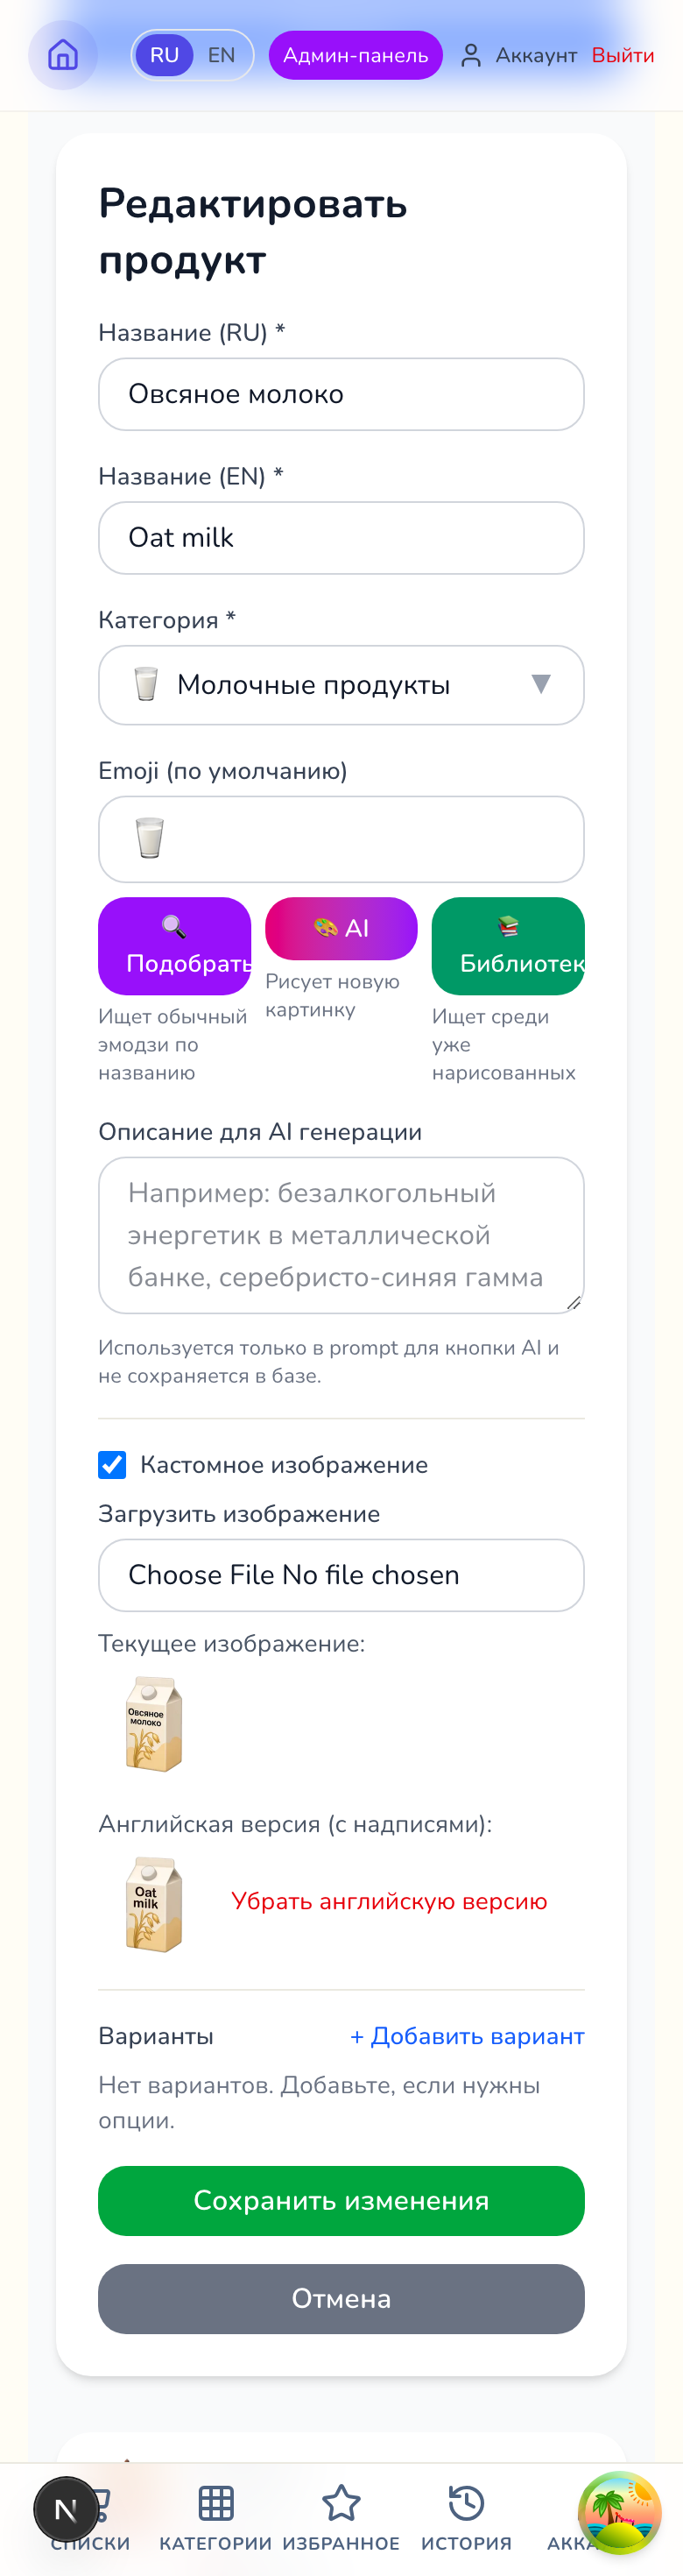 RU EN Админ-панель Аккаунт Выйти
Редактировать
продукт
Название (RU) *
Овсяное молоко
Название (EN) *
Oat milk
Категория *
Молочные продукты
Emoji (по умолчанию)
Подобрать
AI
Библиотек
Ищет обычный
эмодзи по
названию
Рисует новую
картинку
Ищет среди
уже
нарисованных
Описание для AI генерации
Например: безалкогольный
энергетик в металлической
банке, серебристо-синяя гамма
Используется только в prompt для кнопки AI и
не сохраняется в базе.
Кастомное изображение
Загрузить изображение
Choose File No file chosen
Текущее изображение:
Овсяное
молоко
Английская версия (с надписями):
Oat
milk
Убрать английскую версию
Варианты + Добавить вариант
Нет вариантов. Добавьте, если нужны
опции.
Сохранить изменения
Отмена
N
СПИСКИ КАТЕГОРИИ ИЗБРАННОЕ ИСТОРИЯ АККА